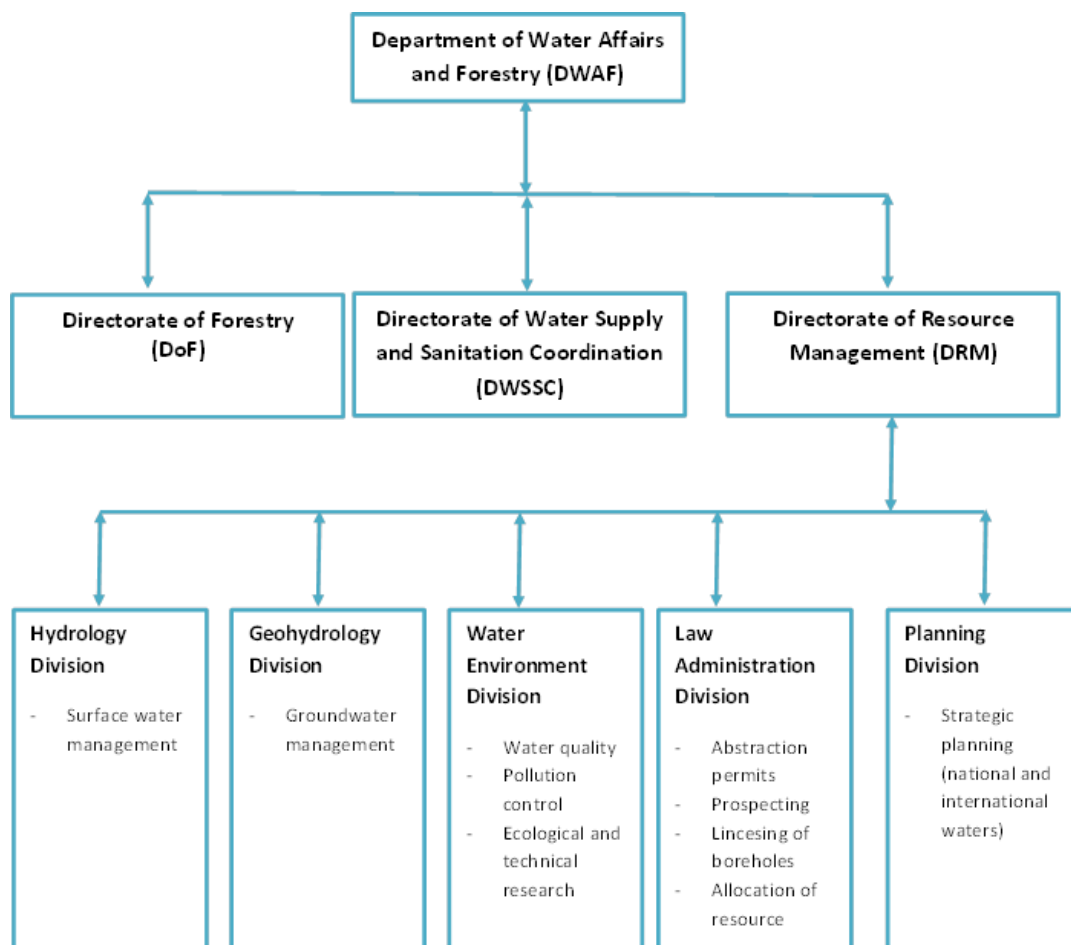 Department of Water Affairs
and Forestry (DWAF)
Directorate of Forestry
(DoF)
Directorate of Water Supply
and Sanitation Coordination
(DWSSC)
Directorate of Resource
Management (DRM)
Hydrology
Division
- Surface water
management
Geohydrology
Division
- Groundwater
management
Water
Environment
Division
- Water quality
- Pollution
control
- Ecological and
technical
research
Law
Administration
Division
- Abstraction
permits
- Prospecting
- Lincesing of
boreholes
- Allocation of
resource
Planning
Division
- Strategic
planning
(national and
international
waters)